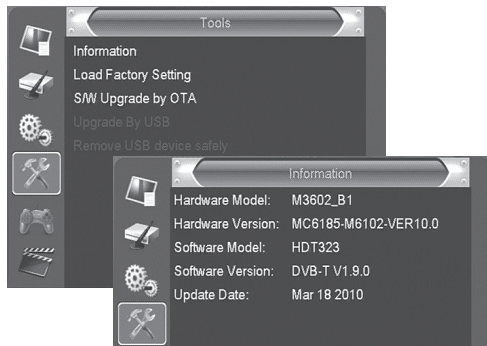 Tools
Information
Load Factory Setting
S/W Upgrade by OTA
Upgrade By USB
Remove USB device safely
Information
Hardware Model: M3602_B1
Hardware Version: MC6185-M6102-VER10.0
Software Model: HDT323
Software Version: DVB-T V1.9.0
Update Date: Mar 18 2010